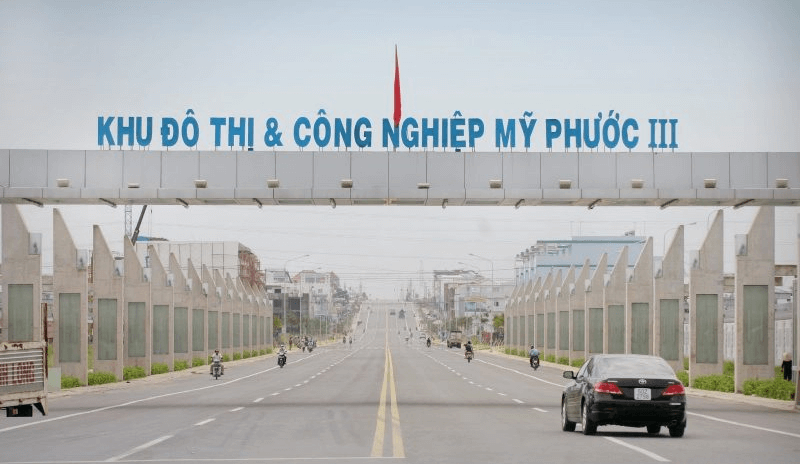 KHU ĐÔ THỊ & CÔNG NGHIỆP MỸ PHƯỚC III